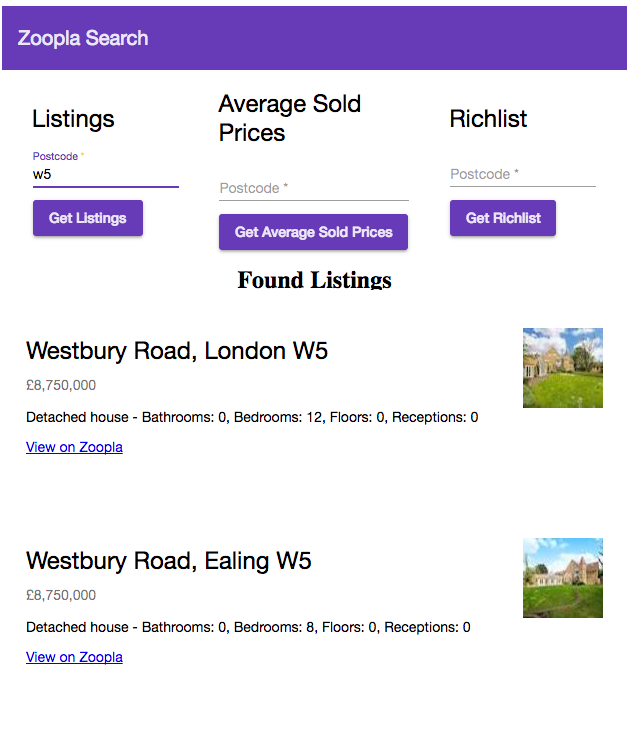 Zoopla Search
Listings
Postcode *
w5
Get Listings
Average Sold
Prices
Postcode *
Get Average Sold Prices
Richlist
Postcode *
Get Richlist
Found Listings
Westbury Road, London W5
£8,750,000
Detached house - Bathrooms: 0, Bedrooms: 12, Floors: 0, Receptions: 0
View on Zoopla
Westbury Road, Ealing W5
£8,750,000
Detached house - Bathrooms: 0, Bedrooms: 8, Floors: 0, Receptions: 0
View on Zoopla